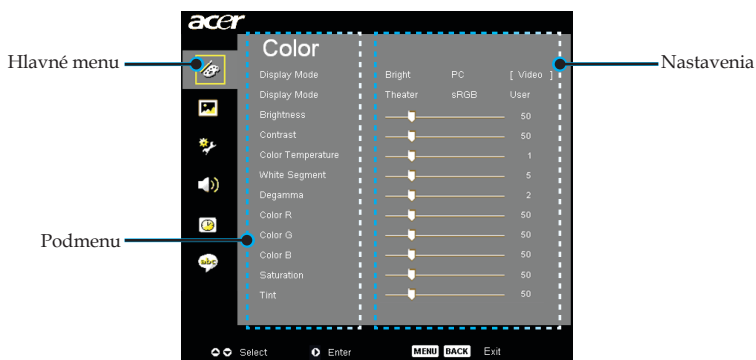 acer
Color
Hlavné menu
Nastavenia
Display Mode Bright PC [ Video ]
Display Mode Theater sRGB User
Brightness 50
Contrast 50
Color Temperature 1
White Segment 5
Degamma 2
Color R 50
Podmenu
Color G 50
Color B 50
abc
Saturation 50
Tint 50
Select Enter MENU BACK Exit